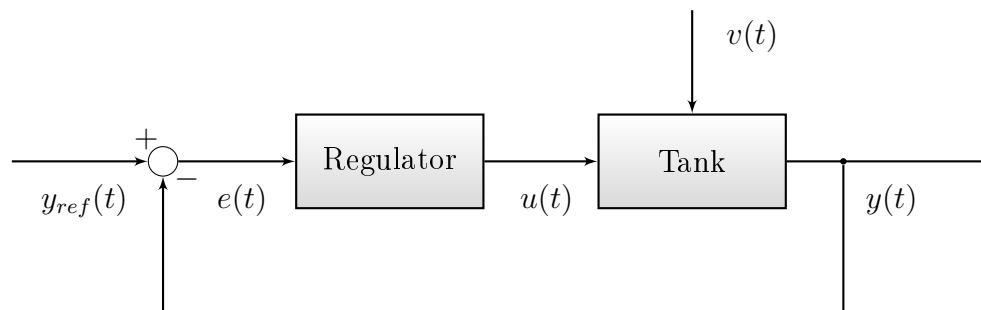 v(t)
+
Regulator
Tank
−
y_{ref}(t)
e(t)
u(t)
y(t)